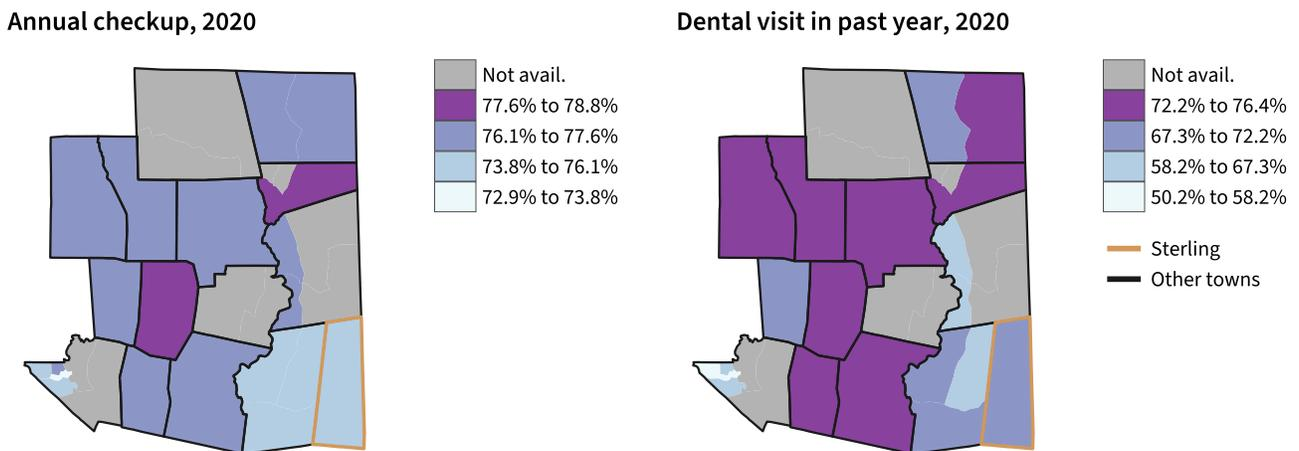 Annual checkup, 2020
Not avail.
77.6% to 78.8%
76.1% to 77.6%
73.8% to 76.1%
72.9% to 73.8%
Dental visit in past year, 2020
Not avail.
72.2% to 76.4%
67.3% to 72.2%
58.2% to 67.3%
50.2% to 58.2%
Sterling
Other towns